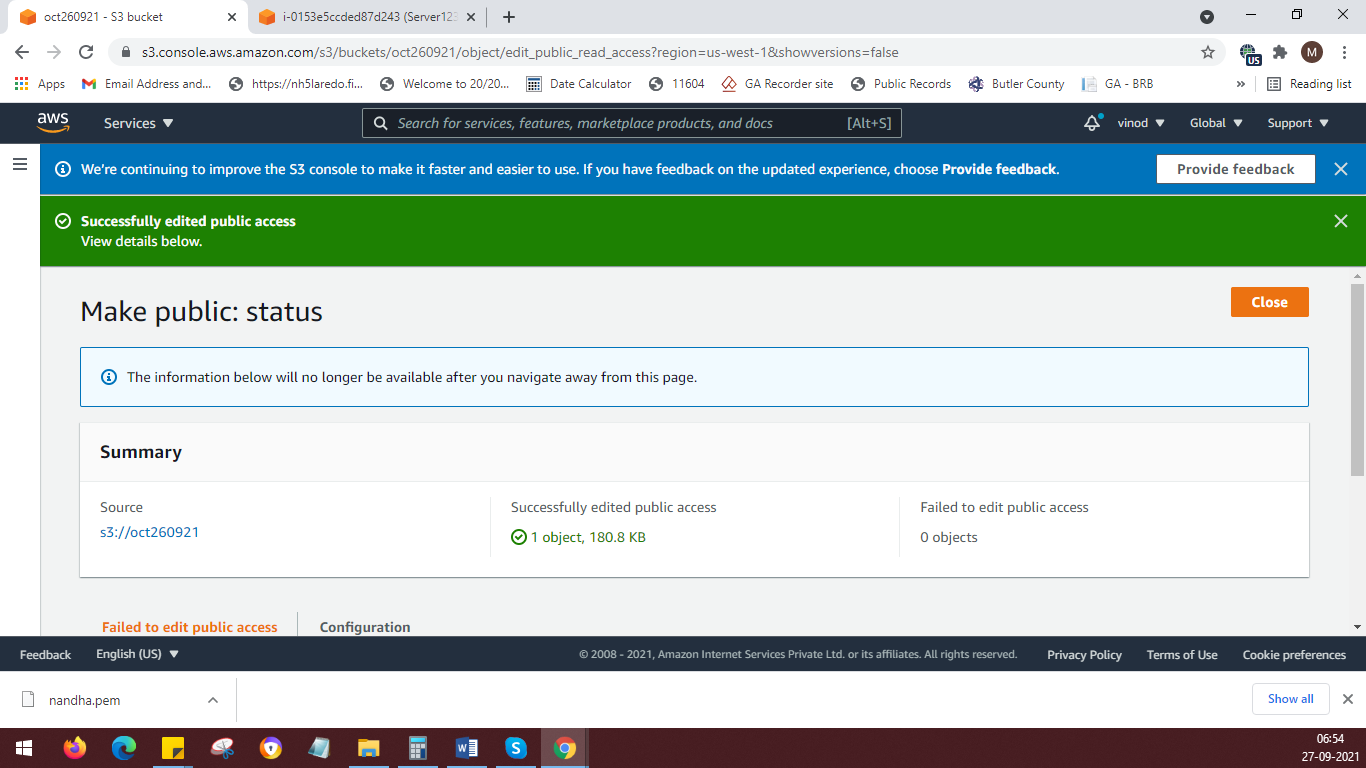 oct260921 - S3 bucket
i-0153e5ccded87d243 (Server123
s3.console.aws.amazon.com/s3/buckets/oct260921/object/edit_public_read_access?region=us-west-1&showversions=false
US
M
Apps
Email Address and...
https://nh5laredo.fi...
Welcome to 20/20...
Date Calculator
11604
GA Recorder site
Public Records
Butler County
GA - BRB
»
Reading list
aws
Services
Search for services, features, marketplace products, and docs
[Alt+S]
vinod
Global
Support
We're continuing to improve the S3 console to make it faster and easier to use. If you have feedback on the updated experience, choose Provide feedback.
Provide feedback
Successfully edited public access
View details below.
Make public: status
Close
The information below will no longer be available after you navigate away from this page.
Summary
Source
s3://oct260921
Successfully edited public access
1 object, 180.8 KB
Failed to edit public access
0 objects
Failed to edit public access
Configuration
Feedback
English (US)
© 2008 - 2021, Amazon Internet Services Private Ltd. or its affiliates. All rights reserved.
Privacy Policy
Terms of Use
Cookie preferences
nandha.pem
Show all
06:54
27-09-2021